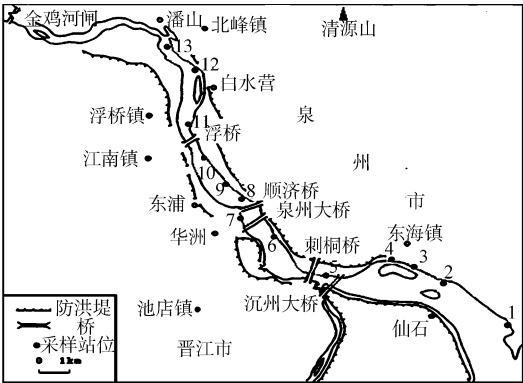 金鸡河闸
潘山
北峰镇
清源山
13
12
白水营
浮桥镇
11
浮桥
泉
江南镇
10
州
9
8
顺济桥
市
东浦
7
泉州大桥
东海镇
华洲
6
刺桐桥
4
3
5
2
池店镇
沉州大桥
仙石
1
晋江市
防洪堤
桥
采样站位
0 1km